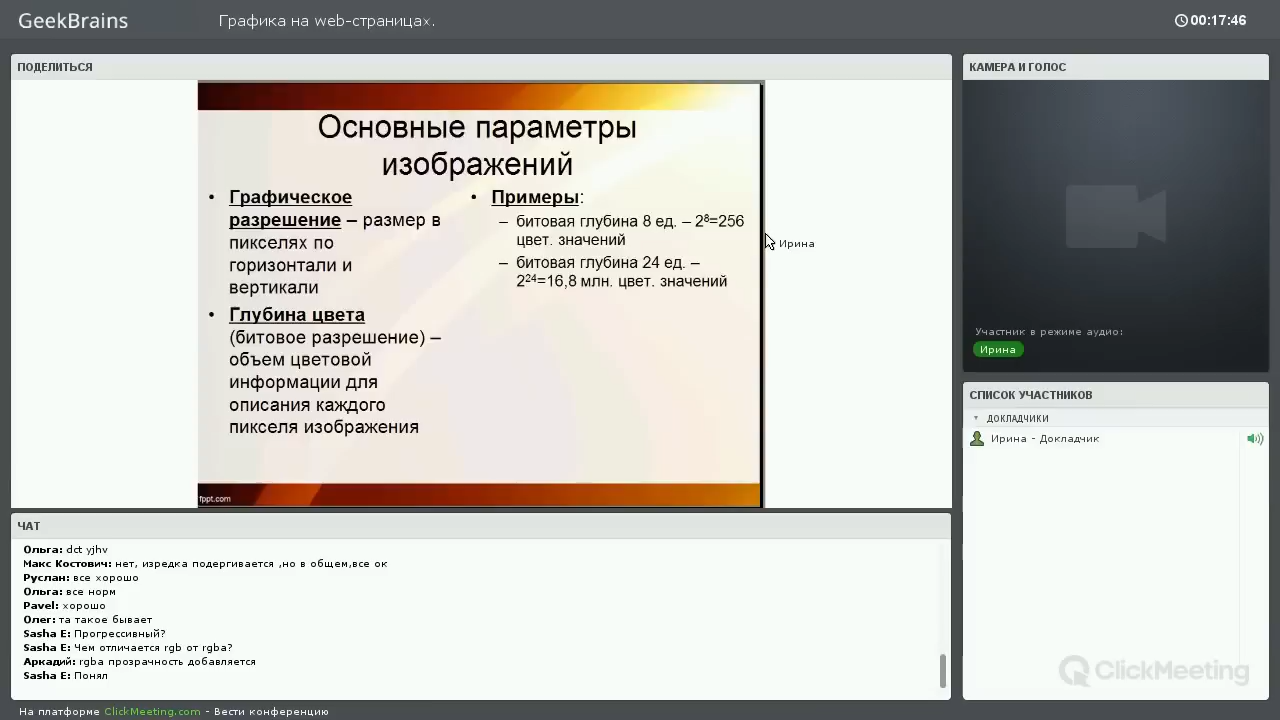 GeekBrains
Графика на web-страницах.
00:17:46
ПОДЕЛИТЬСЯ
Основные параметры
изображений
• Графическое
разрешение – размер в
пикселях по
горизонтали и
вертикали
• Глубина цвета
(битовое разрешение) –
объем цветовой
информации для
описания каждого
пикселя изображения
• Примеры:
– битовая глубина 8 ед. – 2⁸=256
цвет. значений
– битовая глубина 24 ед. –
2²⁴=16,8 млн. цвет. значений
fppt.com
Ирина
КАМЕРА И ГОЛОС
Участник в режиме аудио:
Ирина
СПИСОК УЧАСТНИКОВ
ДОКЛАДЧИКИ
Ирина - Докладчик
ClickMeeting
ЧАТ
Ольга: dct yjhv
Макс Костович: нет, изредка подергивается ,но в общем,все ок
Руслан: все хорошо
Ольга: все норм
Pavel: хорошо
Олег: та такое бывает
Sasha E: Прогрессивный?
Sasha E: Чем отличается rgb от rgba?
Аркадий: rgba прозрачность добавляется
Sasha E: Понял
На платформе ClickMeeting.com - Вести конференцию